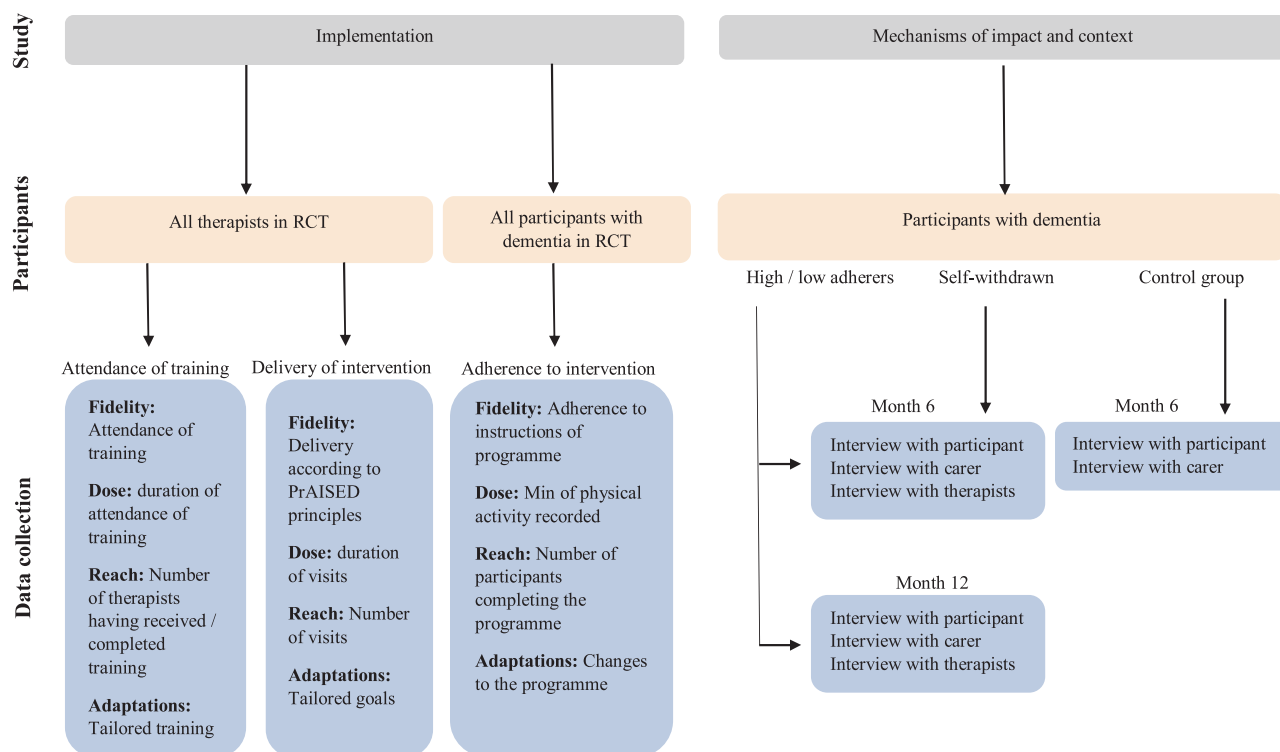 Study
Implementation
Mechanisms of impact and context
Participants
All therapists in RCT
All participants with
dementia in RCT
Participants with dementia
High / low adherers
Self-withdrawn
Control group
Data collection
Attendance of training
Fidelity:
Attendance of
training
Dose: duration of
attendance of
training
Reach: Number
of therapists
having received /
completed
training
Adaptations:
Tailored training
Delivery of intervention
Fidelity:
Delivery
according to
PrAISED
principles
Dose: duration
of visits
Reach: Number
of visits
Adaptations:
Tailored goals
Adherence to intervention
Fidelity: Adherence to
instructions of
programme
Dose: Min of physical
activity recorded
Reach: Number of
participants
completing the
programme
Adaptations: Changes
to the programme
Month 6
Interview with participant
Interview with carer
Interview with therapists
Month 6
Interview with participant
Interview with carer
Month 12
Interview with participant
Interview with carer
Interview with therapists